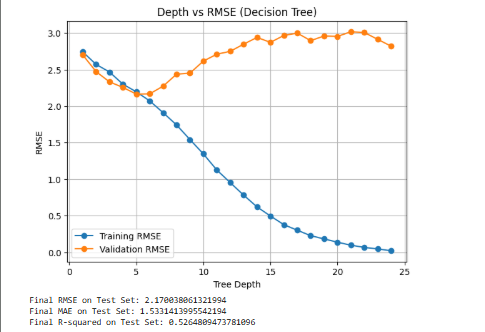 Depth vs RMSE (Decision Tree)
3.0
2.5
2.0
1.5
1.0
0.5
0.0
RMSE
Training RMSE
Validation RMSE
0 5 10 15 20 25
Tree Depth
Final RMSE on Test Set: 2.170038061321994
Final MAE on Test Set: 1.5331413995542194
Final R-squared on Test Set: 0.5264809473781096